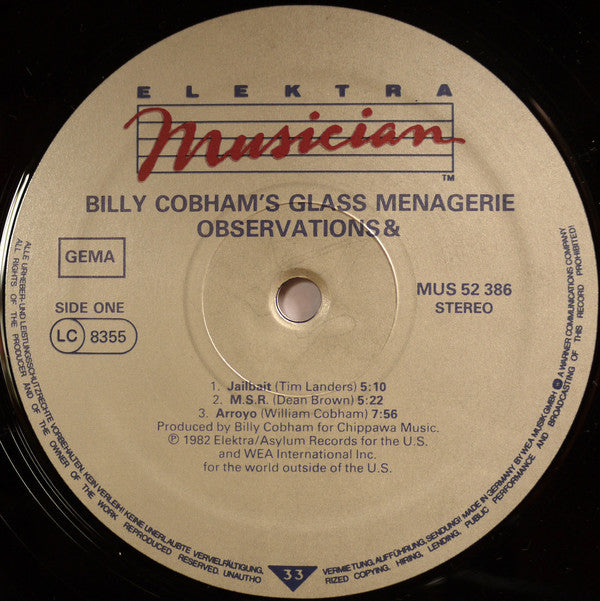 ELEKTRA
Musician
TM
BILLY COBHAM'S GLASS MENAGERIE
OBSERVATIONS &
GEMA
MUS 52 386
STEREO
SIDE ONE
LC 8355
1. Jailbait (Tim Landers) 5:10
2. M.S.R. (Dean Brown) 5:22
3. Arroyo (William Cobham) 7:56
Produced by Billy Cobham for Chippawa Music.
℗ 1982 Elektra/Asylum Records for the U.S.
and WEA International Inc.
for the world outside of the U.S.
ALLE URHEBER-UND LEISTUNGSSCHUTZRECHTE VORBEHALTEN. KEIN VERLEIH! KEINE UNERLAUBTE VERVIELFÄLTIGUNG, VERMIETUNG, AUFFÜHRUNG, SENDUNG! MADE IN GERMANY BY WEA MUSIK GMBH A WARNER COMMUNICATIONS COMPANY
ALL RIGHTS OF THE PRODUCER AND OF THE OWNER OF THE WORK REPRODUCED RESERVED. UNAUTHORIZED COPYING, HIRING, LENDING, PUBLIC PERFORMANCE AND BROADCASTING OF THIS RECORD PROHIBITED!
33